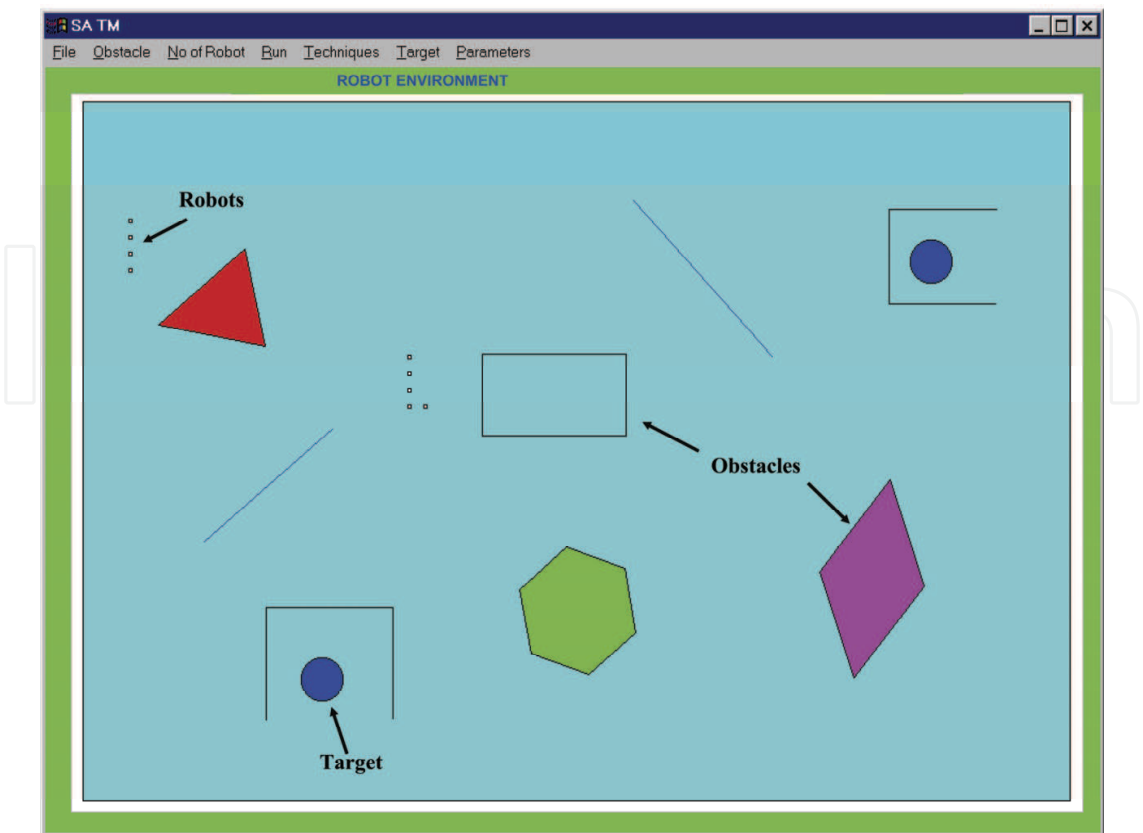 SA TM
File Obstacle No of Robot Run Techniques Target Parameters
ROBOT ENVIRONMENT
Robots
Obstacles
Target